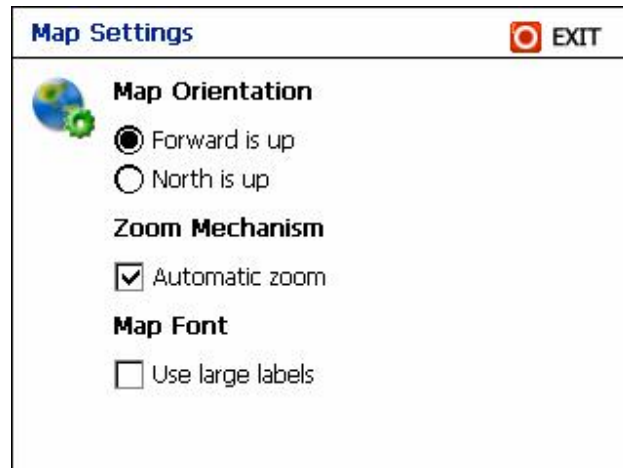 Map Settings
EXIT
Map Orientation
Forward is up
North is up
Zoom Mechanism
Automatic zoom
Map Font
Use large labels